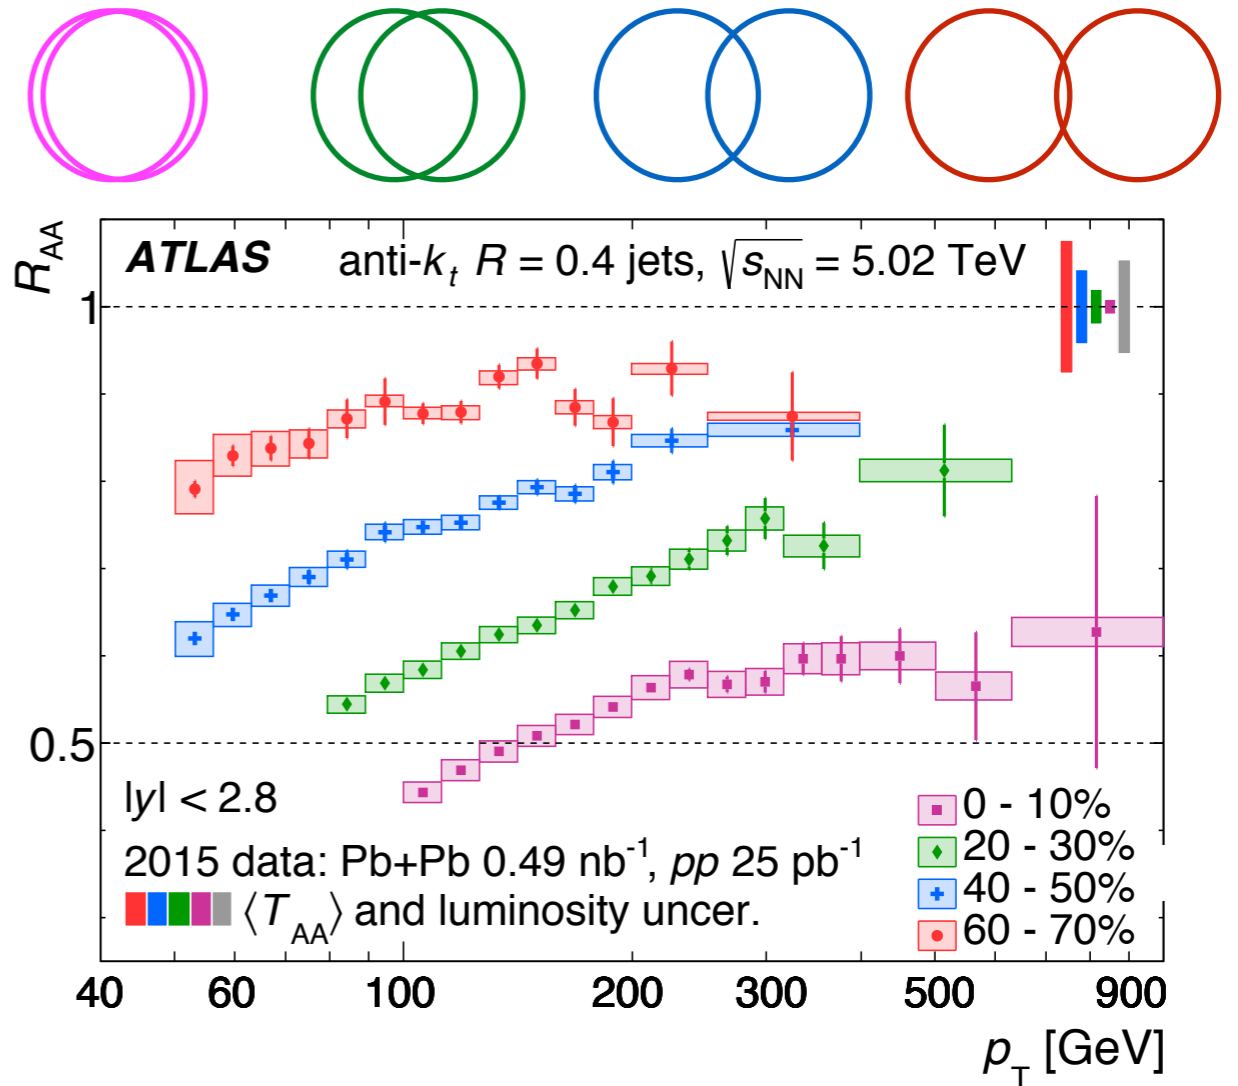 R_AA
ATLAS anti-k_t R = 0.4 jets, √s_NN = 5.02 TeV
1
0.5
|y| < 2.8
2015 data: Pb+Pb 0.49 nb⁻¹, pp 25 pb⁻¹
⟨T_AA⟩ and luminosity uncer.
0 - 10%
20 - 30%
40 - 50%
60 - 70%
40 60 100 200 300 500 900
p_T [GeV]